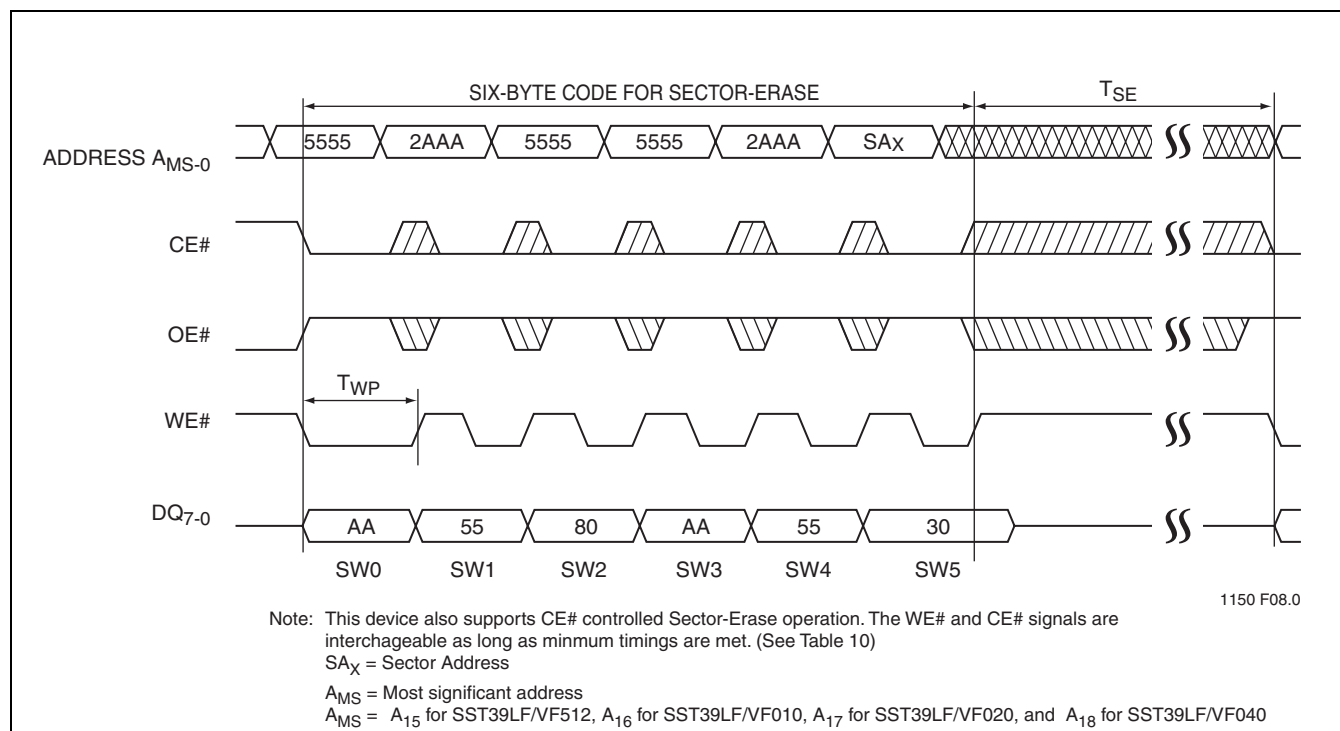 SIX-BYTE CODE FOR SECTOR-ERASE
TSE
ADDRESS AMS-0
5555 2AAA 5555 5555 2AAA SAX
CE#
OE#
TWP
WE#
DQ7-0
AA 55 80 AA 55 30
SW0 SW1 SW2 SW3 SW4 SW5
1150 F08.0
Note: This device also supports CE# controlled Sector-Erase operation. The WE# and CE# signals are
interchageable as long as minmum timings are met. (See Table 10)
SAX = Sector Address
AMS = Most significant address
AMS = A15 for SST39LF/VF512, A16 for SST39LF/VF010, A17 for SST39LF/VF020, and A18 for SST39LF/VF040